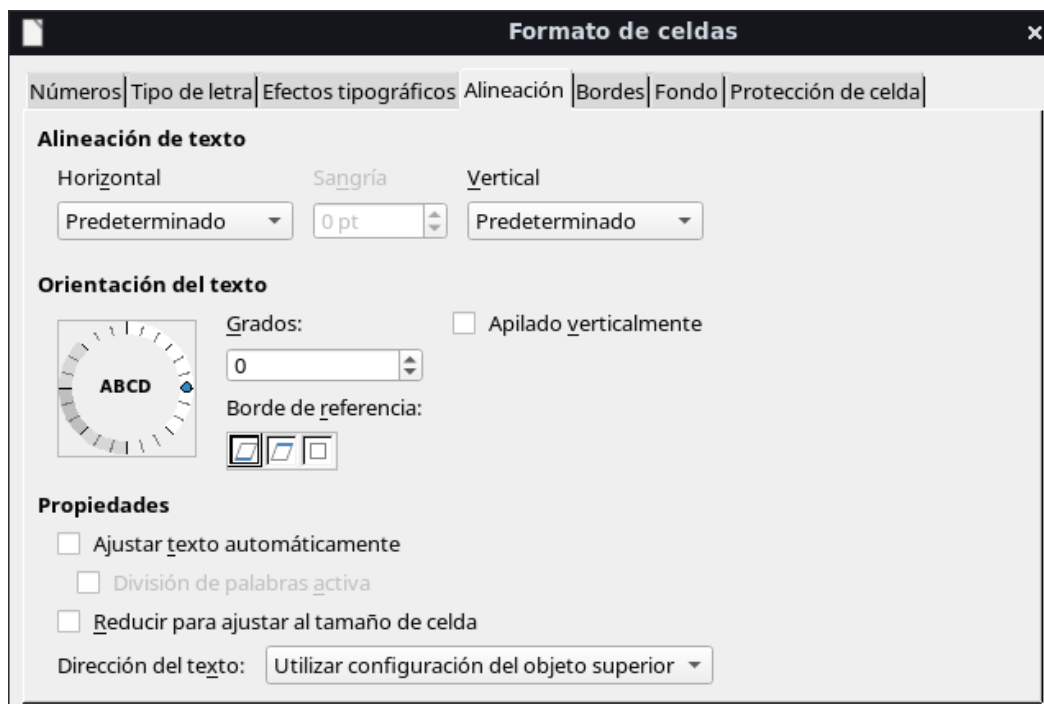 Formato de celdas
Números Tipo de letra Efectos tipográficos Alineación Bordes Fondo Protección de celda
Alineación de texto
Horizontal Sangría Vertical
Predeterminado 0 pt Predeterminado
Orientación del texto
Grados: Apilado verticalmente
ABCD 0
Borde de referencia:
Propiedades
Ajustar texto automáticamente
División de palabras activa
Reducir para ajustar al tamaño de celda
Dirección del texto: Utilizar configuración del objeto superior